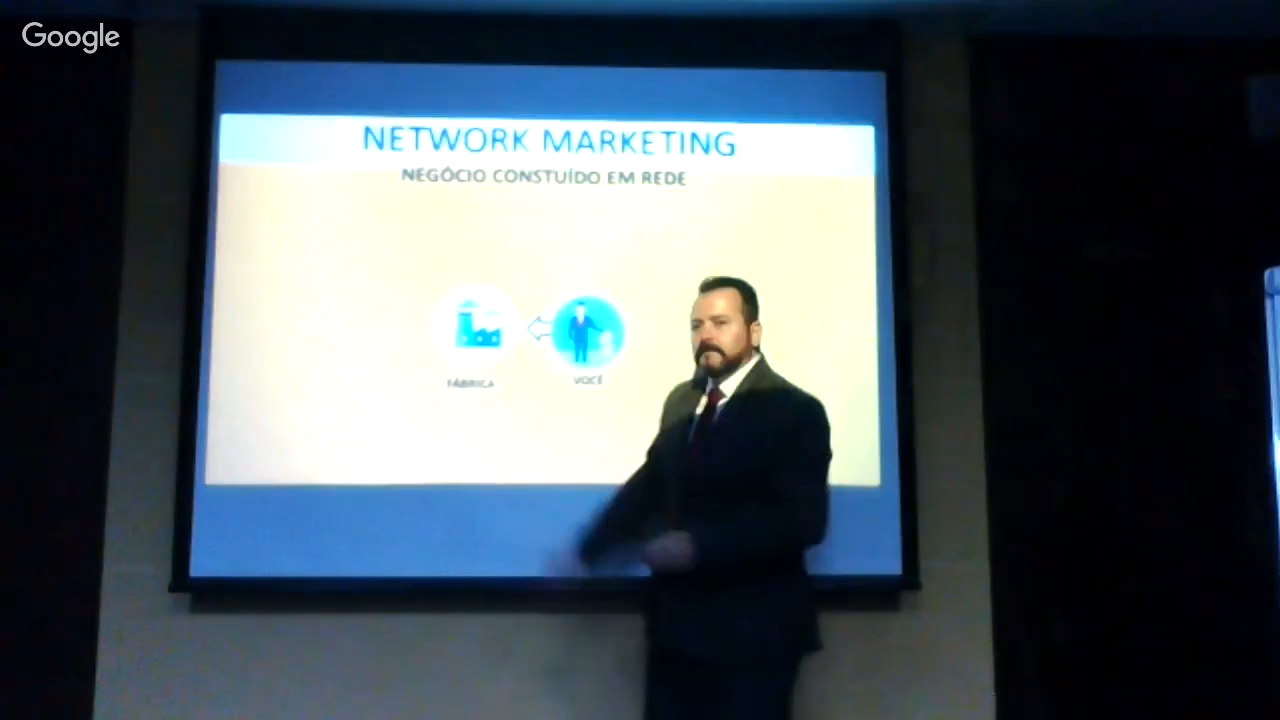 Google
NETWORK MARKETING
NEGÓCIO CONSTUÍDO EM REDE
FÁBRICA
VOCÊ